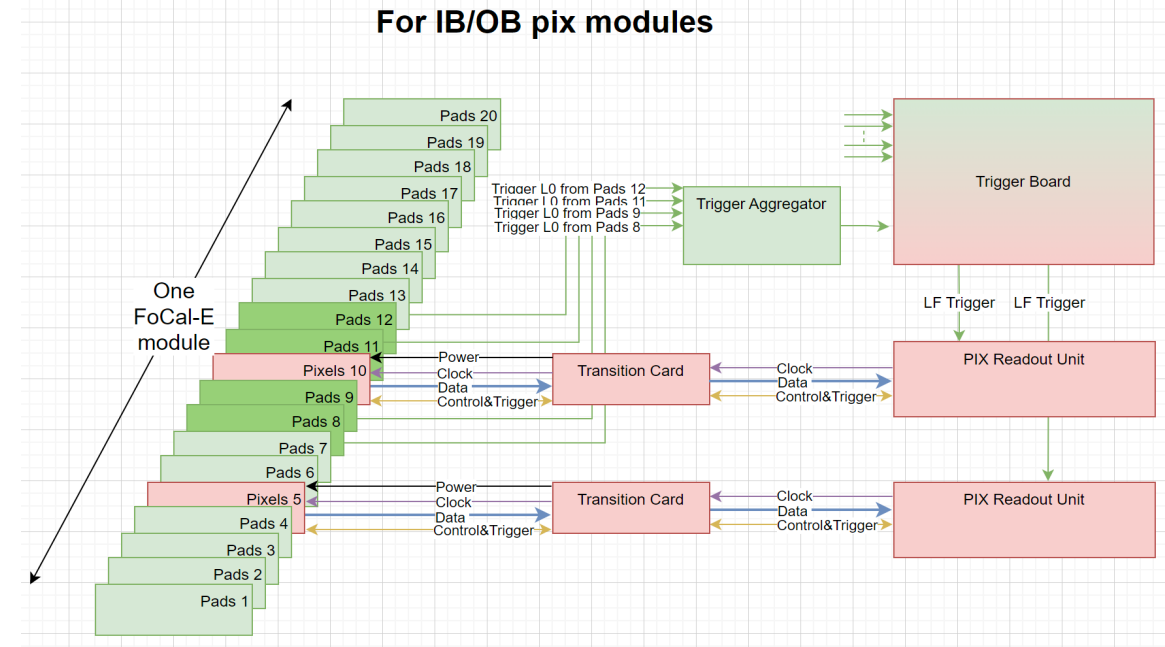 For IB/OB pix modules
Pads 20
Pads 19
Pads 18
Pads 17
Pads 16
Pads 15
Pads 14
Pads 13
Pads 12
Pads 11
Pixels 10
Pads 9
Pads 8
Pads 7
Pads 6
Pixels 5
Pads 4
Pads 3
Pads 2
Pads 1
One
FoCal-E
module
Trigger L0 from Pads 12
Trigger L0 from Pads 11
Trigger L0 from Pads 9
Trigger L0 from Pads 8
Trigger Aggregator
Trigger Board
LF Trigger
LF Trigger
Power
Clock
Data
Control&Trigger
Transition Card
Clock
Data
Control&Trigger
PIX Readout Unit
Power
Clock
Data
Control&Trigger
Transition Card
Clock
Data
Control&Trigger
PIX Readout Unit